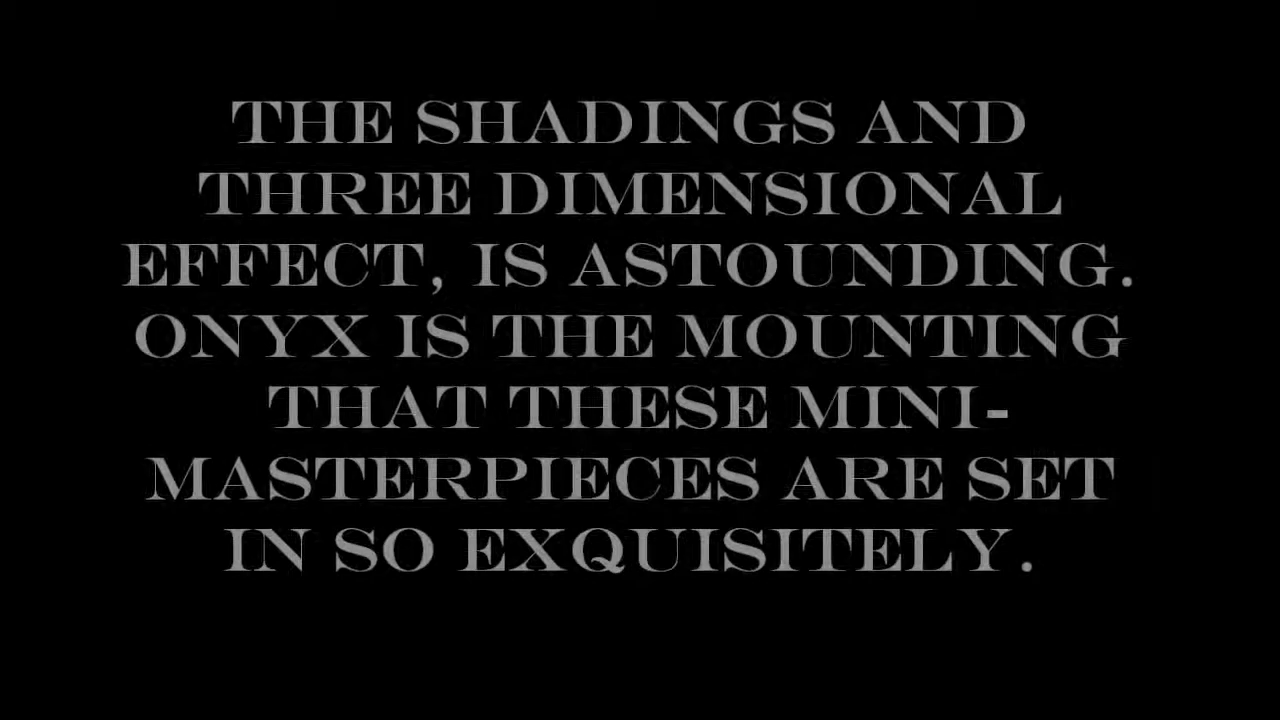 THE SHADINGS AND
THREE DIMENSIONAL
EFFECT, IS ASTOUNDING.
ONYX IS THE MOUNTING
THAT THESE MINI-
MASTERPIECES ARE SET
IN SO EXQUISITELY.